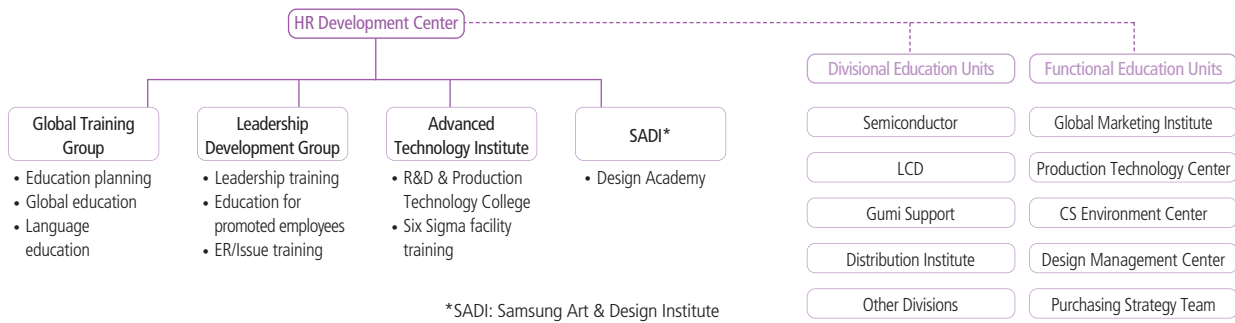 HR Development Center
Global Training
Group
• Education planning
• Global education
• Language
education
Leadership
Development Group
• Leadership training
• Education for
promoted employees
• ER/Issue training
Advanced
Technology Institute
• R&D & Production
Technology College
• Six Sigma facility
training
SADI*
• Design Academy
*SADI: Samsung Art & Design Institute
Divisional Education Units
Semiconductor
LCD
Gumi Support
Distribution Institute
Other Divisions
Functional Education Units
Global Marketing Institute
Production Technology Center
CS Environment Center
Design Management Center
Purchasing Strategy Team